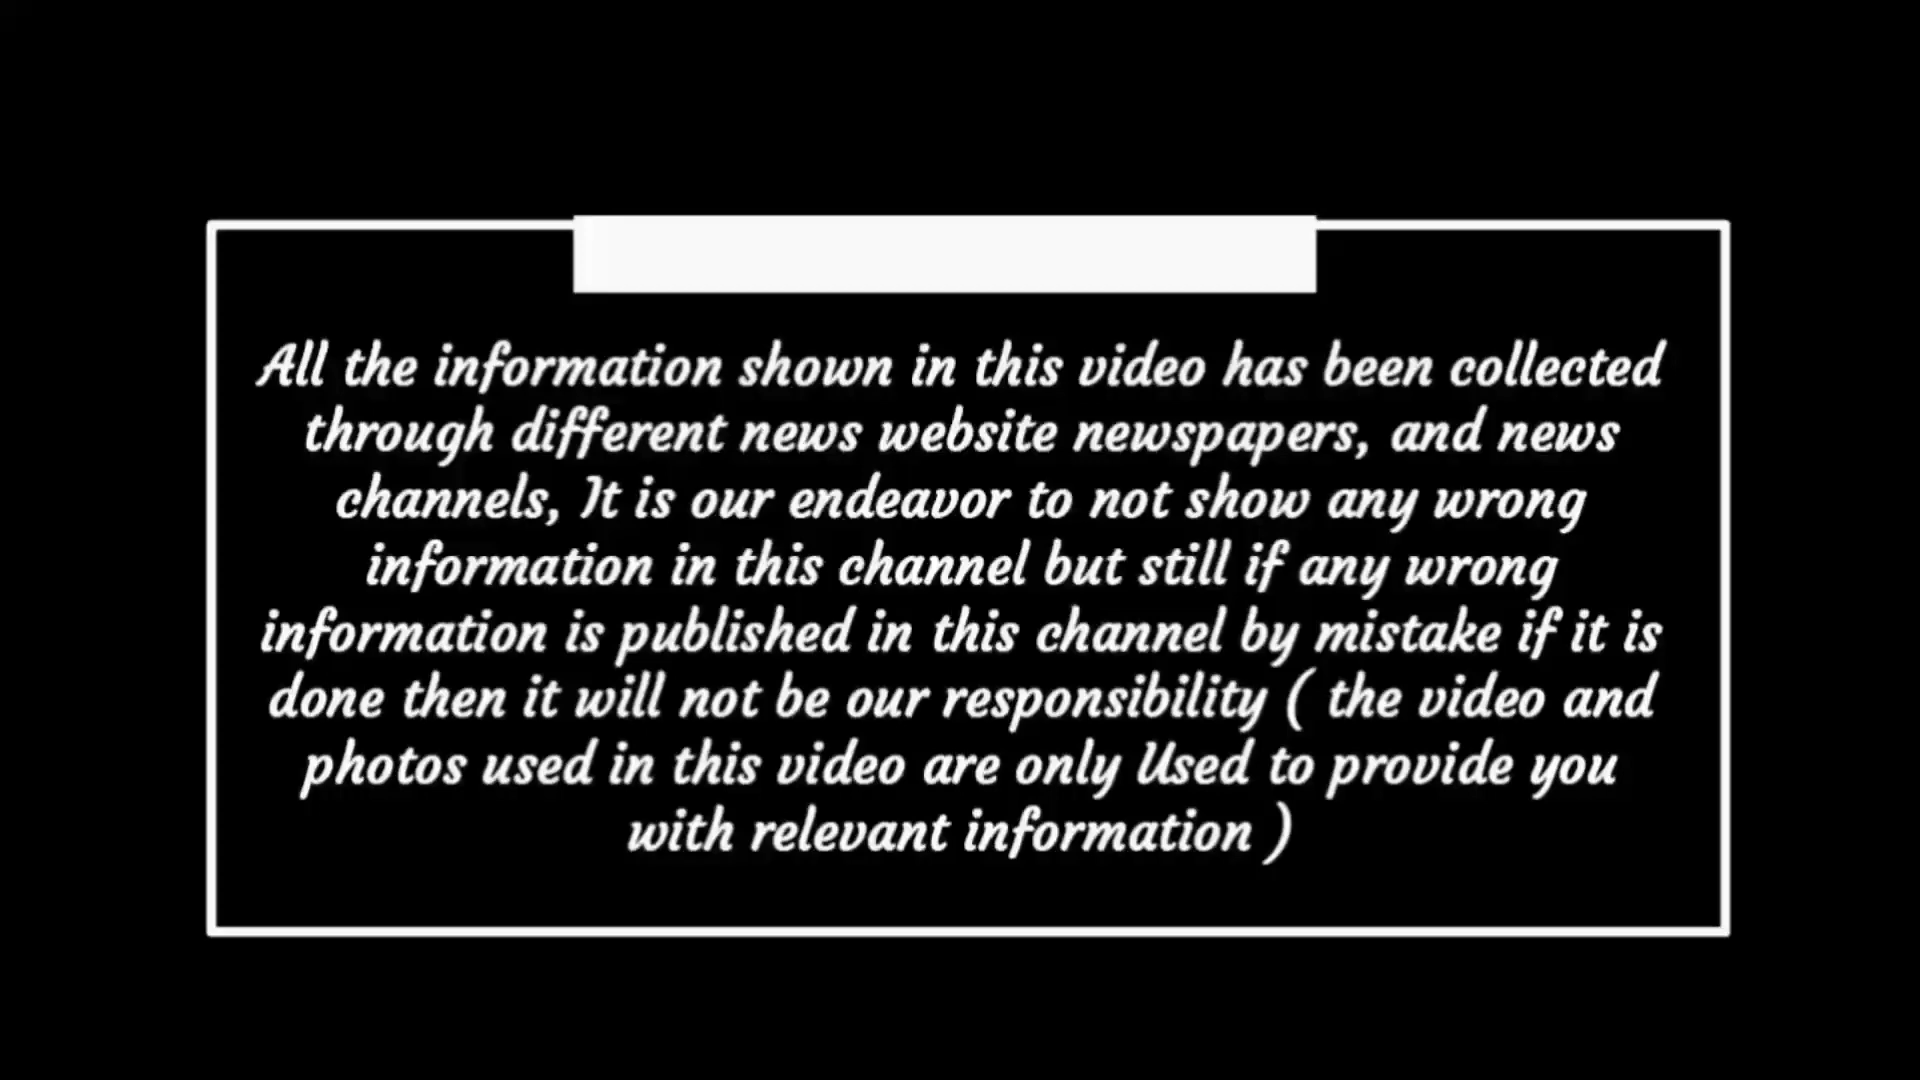 All the information shown in this video has been collected
through different news website newspapers, and news
channels, It is our endeavor to not show any wrong
information in this channel but still if any wrong
information is published in this channel by mistake if it is
done then it will not be our responsibility ( the video and
photos used in this video are only Used to provide you
with relevant information )